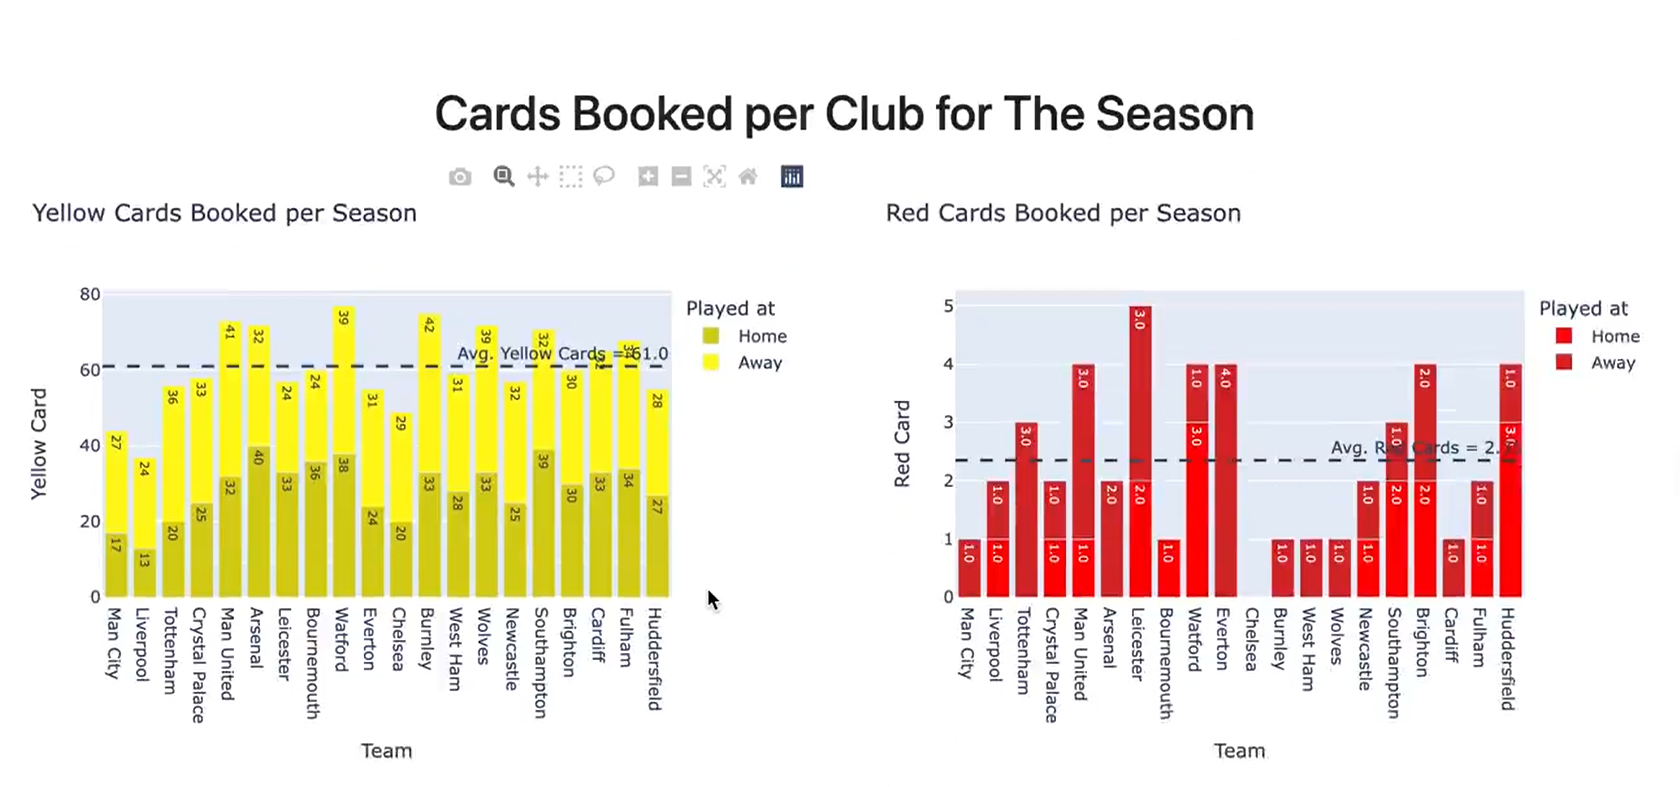 Cards Booked per Club for The Season
Yellow Cards Booked per Season
Yellow Card
80
60
40
20
0
27 24 36 33 41 32 24 24 39 31 29 42 31 39 32 32 30
17 13 20 25 32 40 33 36 38 24 20 33 28 33 25 39 30 33 34 27
28
Avg. Yellow Cards = 61.0
Man City
Liverpool
Tottenham
Crystal Palace
Man United
Arsenal
Leicester
Bournemouth
Watford
Everton
Chelsea
Burnley
West Ham
Wolves
Newcastle
Southampton
Brighton
Cardiff
Fulham
Huddersfield
Team
Played at
Home
Away
Red Cards Booked per Season
Red Card
5
4
3
2
1
0
1.0 1.0 3.0 1.0 3.0 2.0 3.0 1.0 4.0 1.0 1.0 1.0 1.0 1.0 2.0 1.0 1.0 1.0
1.0 1.0 1.0 2.0 1.0 3.0 1.0 2.0 2.0 1.0 3.0
Avg. Cards = 2.
Man City
Liverpool
Tottenham
Crystal Palace
Man United
Arsenal
Leicester
Bournemouth
Watford
Everton
Chelsea
Burnley
West Ham
Wolves
Newcastle
Southampton
Brighton
Cardiff
Fulham
Huddersfield
Team
Played at
Home
Away